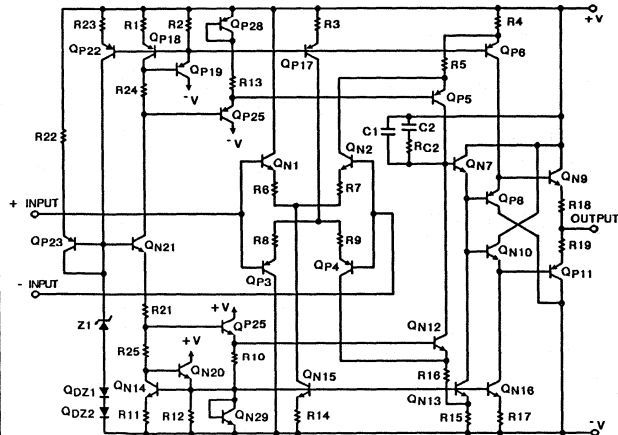 R23 R1 R2 QP28 R3 R4 +V
QP22 QP18 QP6
QP19 QP17 R5
R24 -V R13
QP5
R22 QP25 C1 C2
-V QN2 RC2
QN1 QN7
R6 R7 QP8 QN9
R18
+ INPUT OUTPUT
R8 R9 QN10 R19
QP23 QN21 QP3 QP4 QP11
- INPUT
+V
R21 QP25 QN12
Z1 +V
R25 R10
QN20 QN15 R16
QDZ1 QN14 QN13 QN16
QDZ2 R11 R12 QN29 R14 R15 R17 -V